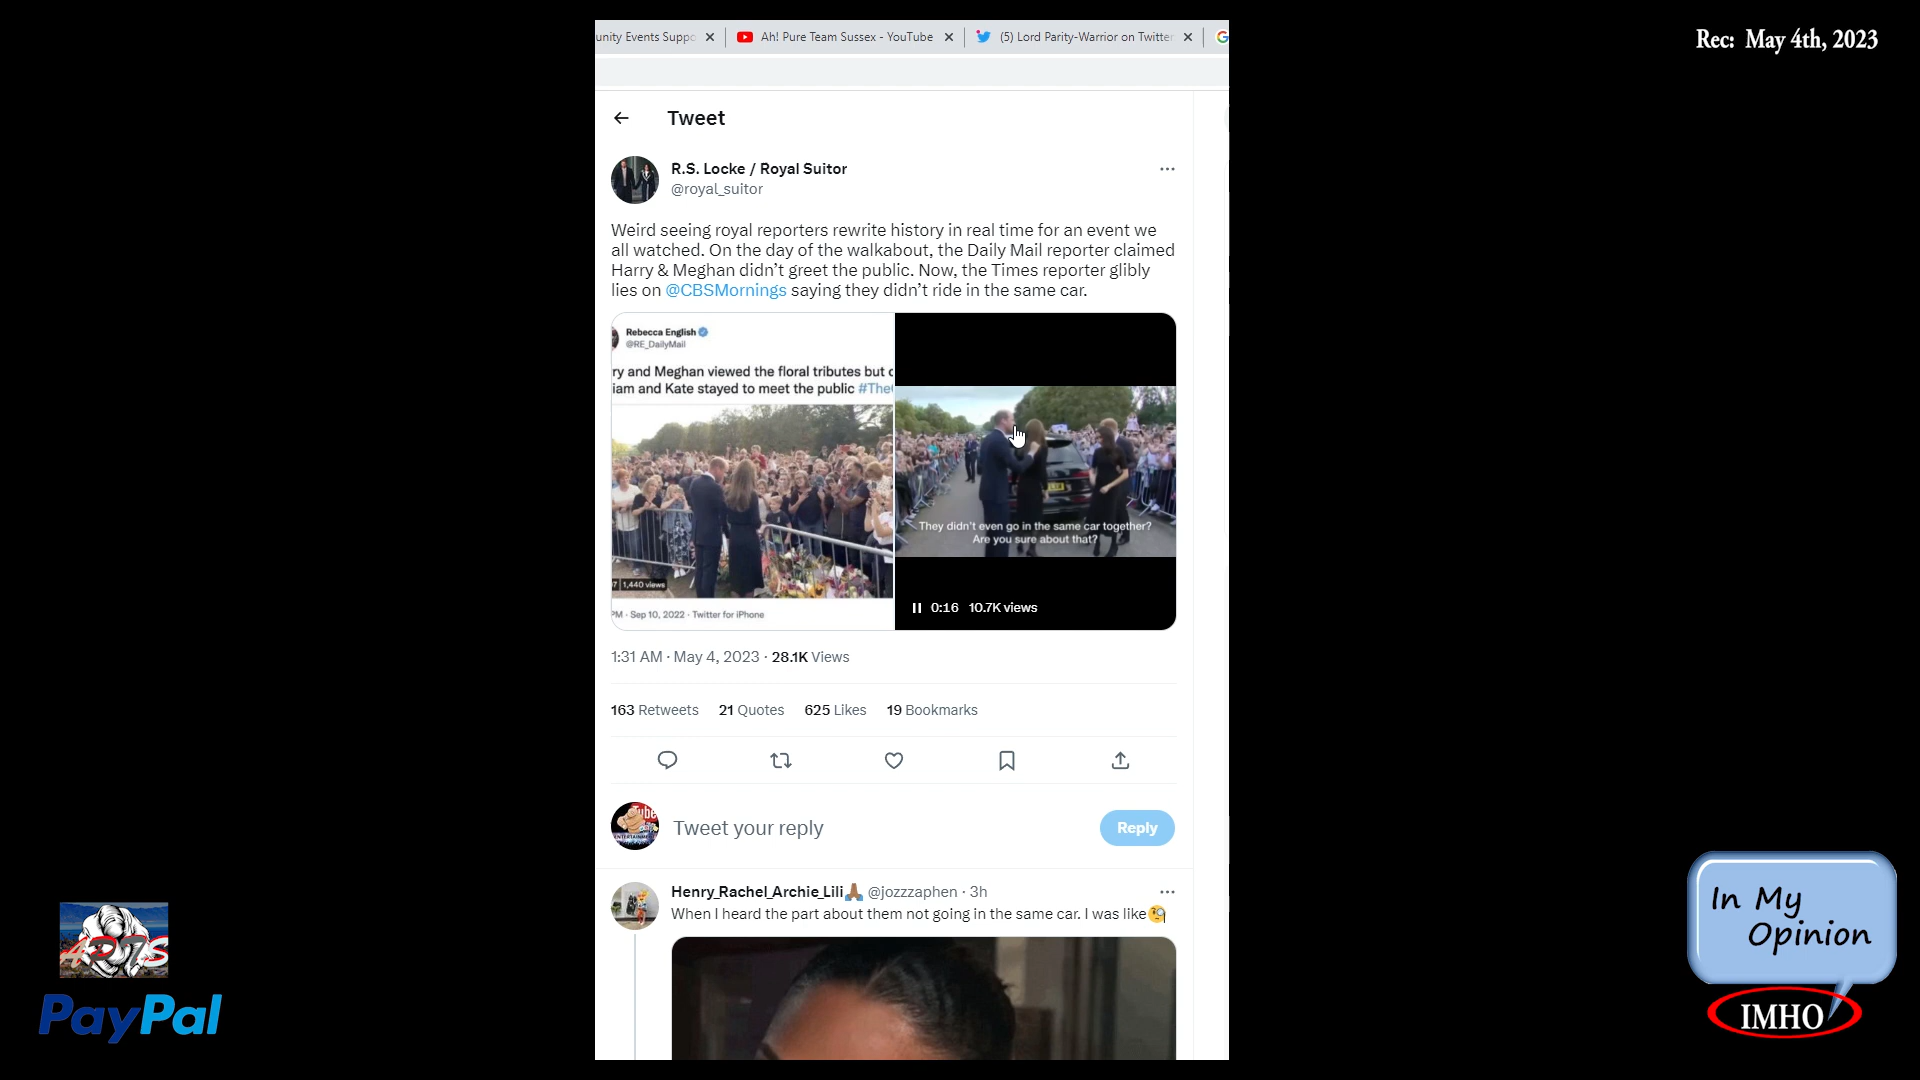 unity Events Suppo
Ah! Pure Team Sussex - YouTube
(5) Lord Parity-Warrior on Twitter
Rec: May 4th, 2023
Tweet
R.S. Locke / Royal Suitor
@royal_suitor
Weird seeing royal reporters rewrite history in real time for an event we
all watched. On the day of the walkabout, the Daily Mail reporter claimed
Harry & Meghan didn’t greet the public. Now, the Times reporter glibly
lies on @CBSMornings saying they didn’t ride in the same car.
Rebecca English
@RE_DailyMail
ry and Meghan viewed the floral tributes but
iam and Kate stayed to meet the public #The
1,440 views
PM · Sep 10, 2022 · Twitter for iPhone
They didn't even go in the same car together?
Are you sure about that?
0:16 10.7K views
1:31 AM · May 4, 2023 · 28.1K Views
163 Retweets 21 Quotes 625 Likes 19 Bookmarks
Tweet your reply
Reply
Henry_Rachel_Archie_Lili🙏🏾 @jozzzaphen · 3h
When I heard the part about them not going in the same car. I was like🧐
PayPal
In My
Opinion
IMHO